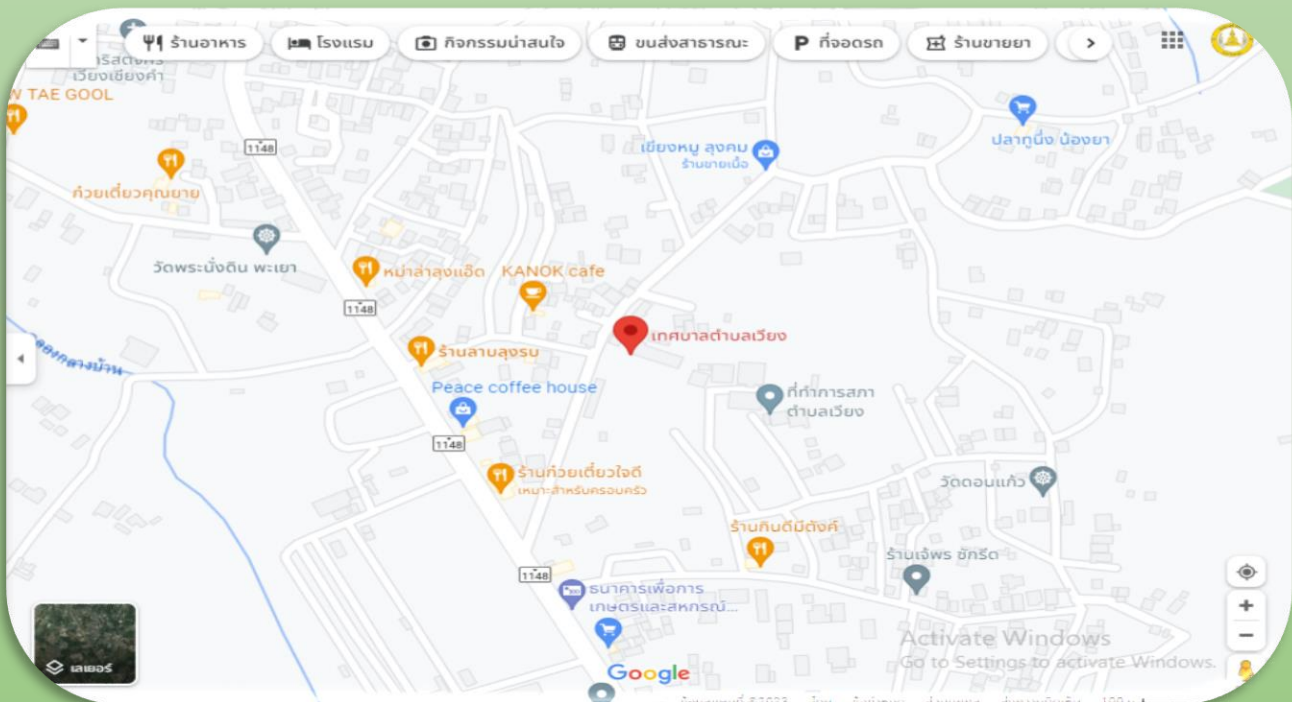 ร้านอาหาร
โรงแรม
กิจกรรมน่าสนใจ
ขนส่งสาธารณะ
P ที่จอดรถ
ร้านขายยา
เวียงเชียงคำ
W TAE GOOL
1148
เขียงหมู ลุงคม
ร้านขายเนื้อ
ปลาทูนึ่ง น้องยา
ก๋วยเตี๋ยวคุณยาย
วัดพระนั่งดิน พะเยา
หม่าล่าลุงแอ๊ด
KANOK cafe
1148
เทศบาลตำบลเวียง
ร้านลาบลุงรบ
Peace coffee house
ที่ทำการสภา
ตำบลเวียง
1148
ร้านก๋วยเตี๋ยวใจดี
เหมาะสำหรับครอบครัว
วัดดอนแก้ว
ร้านกินดีมีตังค์
ร้านเจ้พร ซักรีด
1148
ธนาคารเพื่อการ
เกษตรและสหกรณ์...
Activate Windows
Go to Settings to activate Windows.
เลเยอร์
Google